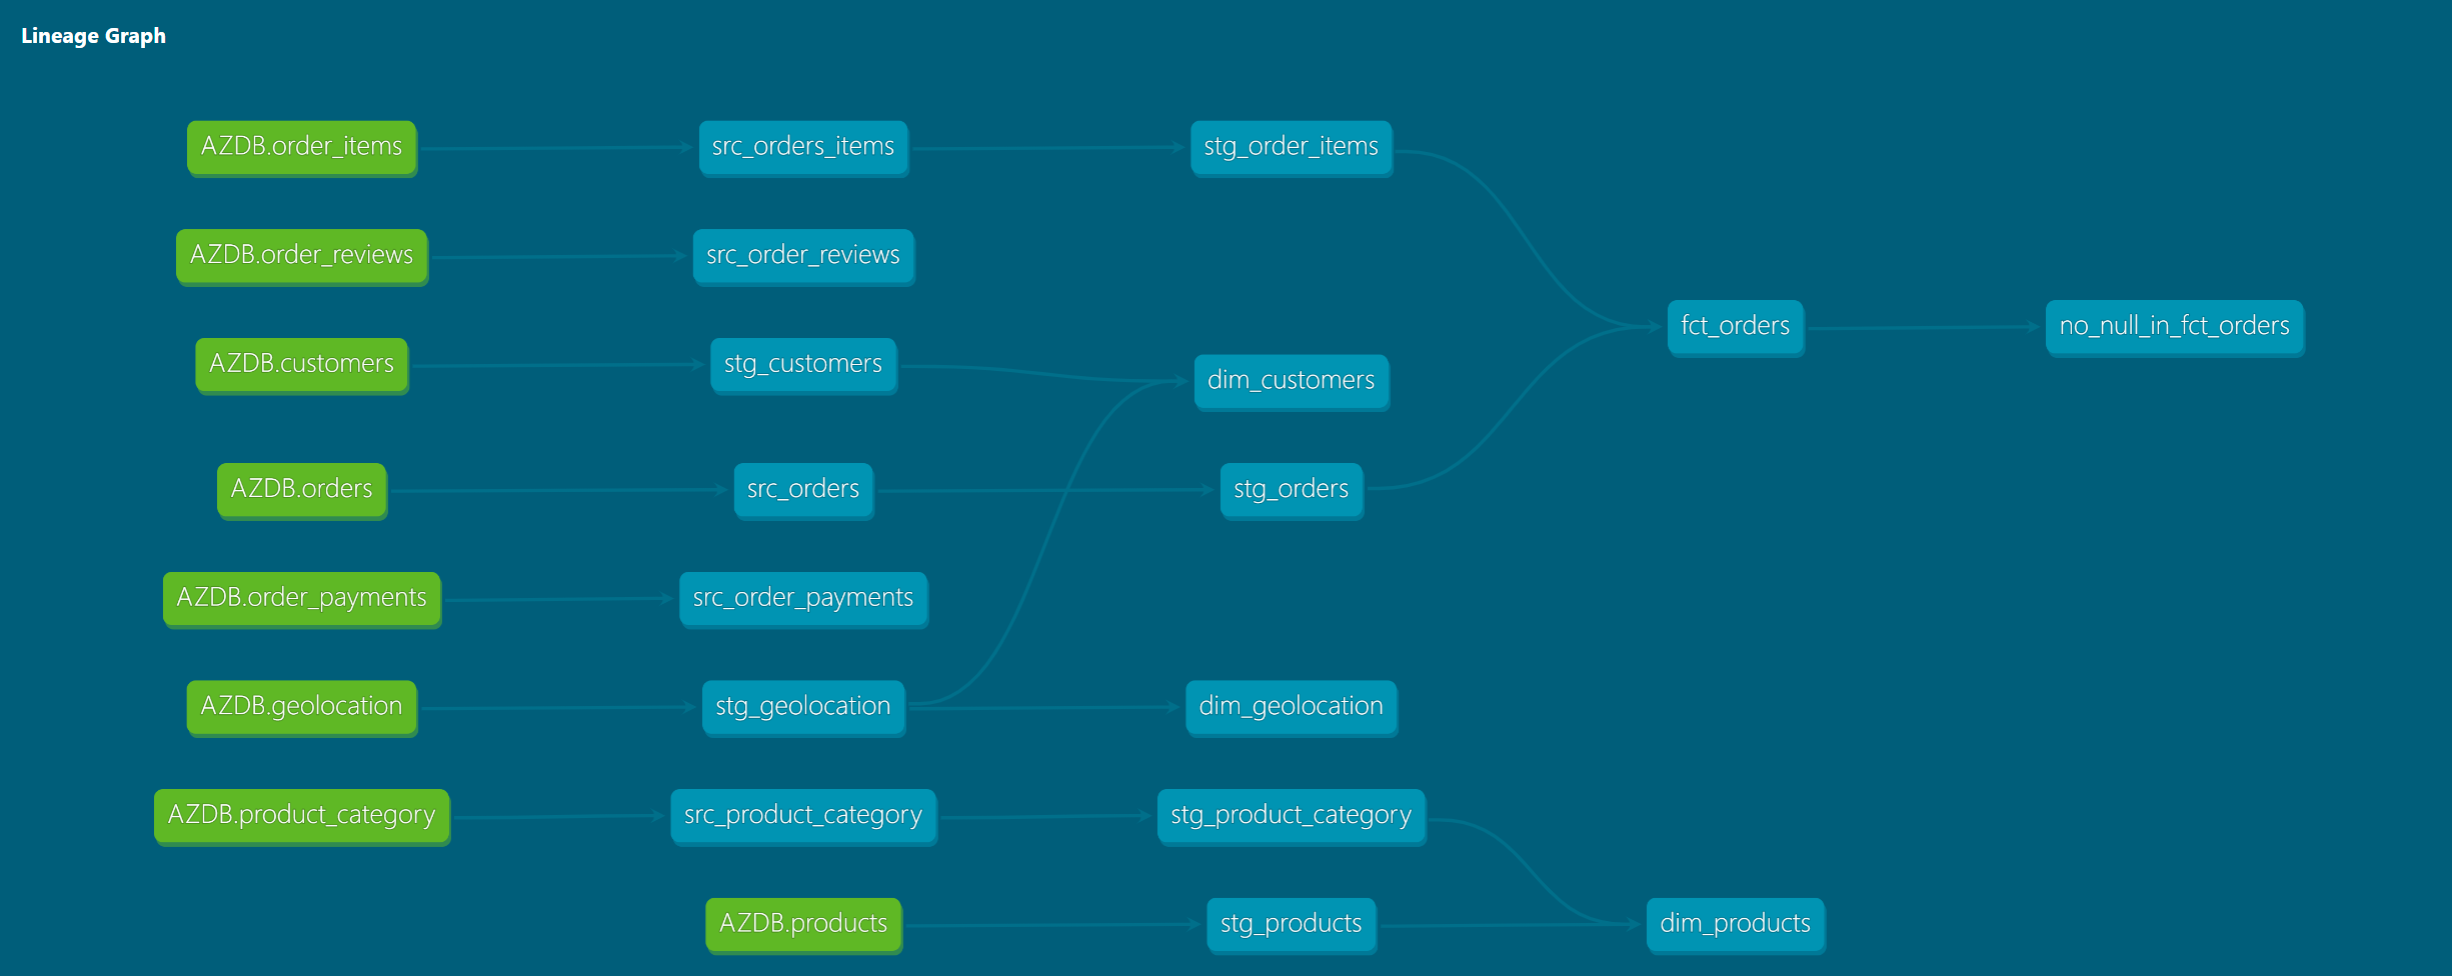 Lineage Graph
AZDB.order_items
src_orders_items
stg_order_items
AZDB.order_reviews
src_order_reviews
fct_orders
no_null_in_fct_orders
AZDB.customers
stg_customers
dim_customers
AZDB.orders
src_orders
stg_orders
AZDB.order_payments
src_order_payments
AZDB.geolocation
stg_geolocation
dim_geolocation
AZDB.product_category
src_product_category
stg_product_category
AZDB.products
stg_products
dim_products